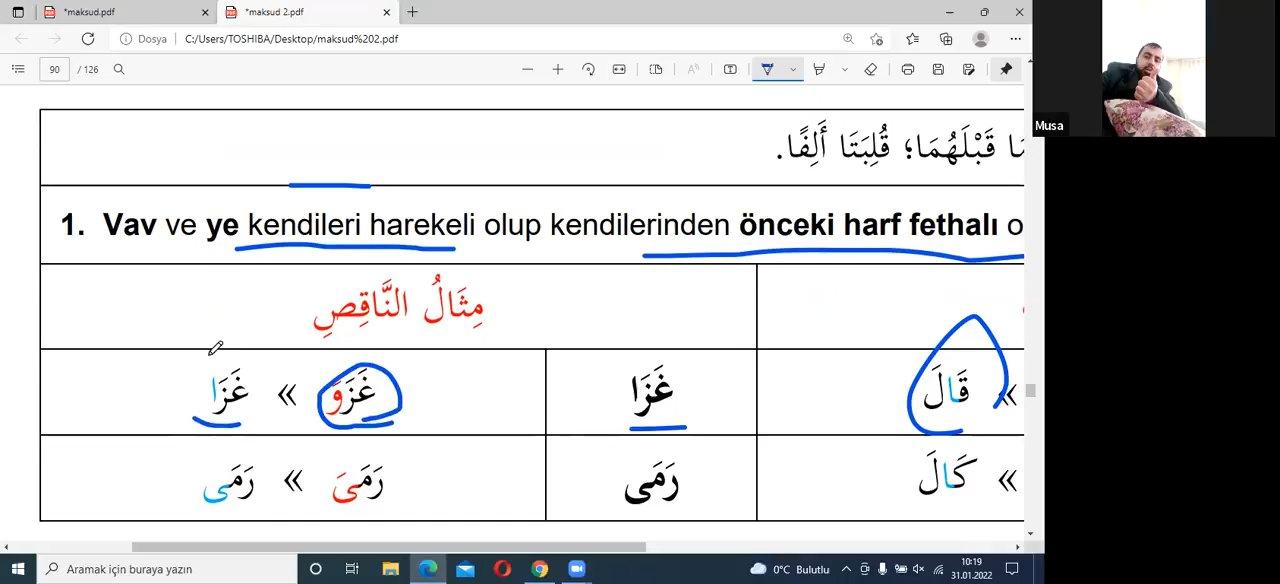 *maksud.pdf
*maksud 2.pdf
Dosya C:/Users/TOSHIBA/Desktop/maksud%202.pdf
90 / 126
Musa
مَا قَبْلَهُمَا؛ قُلِبَتَا أَلِفًا.
1. Vav ve ye kendileri harekeli olup kendilerinden önceki harf fethalı o
مِثَالُ النَّاقِصِ
» قَالَ
غَزَا
غَزَو » غَزَا
» كَالَ
رَمَى
رَمَىَ » رَمَى
Aramak için buraya yazın
0°C Bulutlu
10:19
31.01.2022